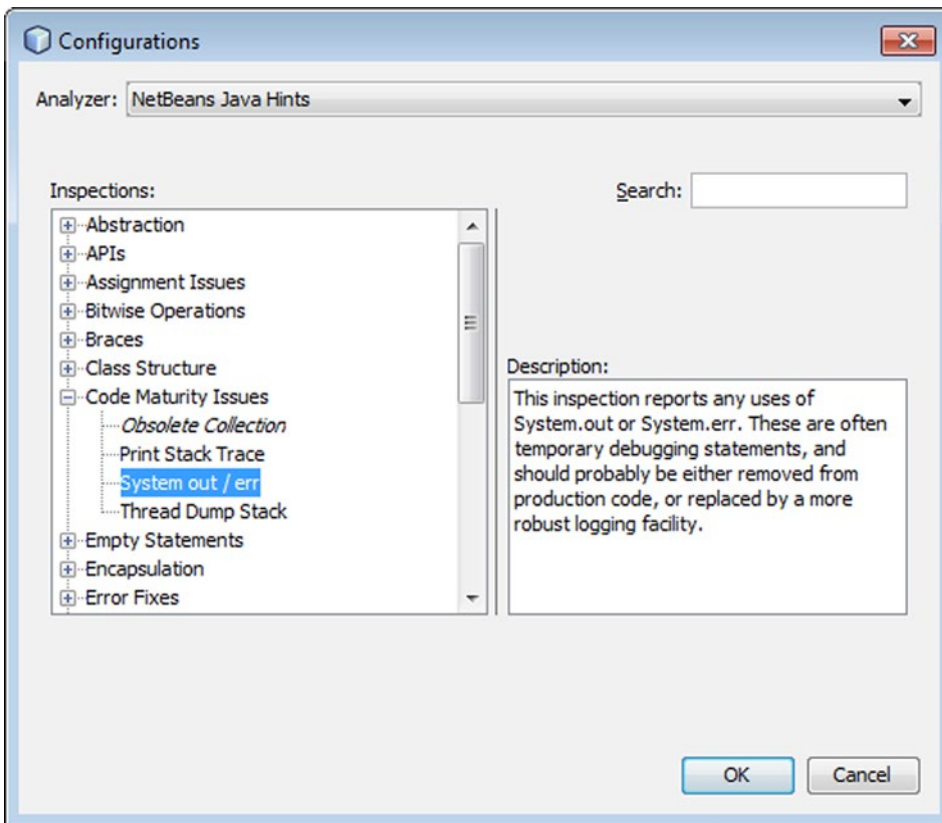 Configurations
Analyzer: NetBeans Java Hints
Inspections:
Search:
Abstraction
APIs
Assignment Issues
Bitwise Operations
Braces
Class Structure
Code Maturity Issues
Obsolete Collection
Print Stack Trace
System out / err
Thread Dump Stack
Empty Statements
Encapsulation
Error Fixes
Description:
This inspection reports any uses of
System.out or System.err. These are often
temporary debugging statements, and
should probably be either removed from
production code, or replaced by a more
robust logging facility.
OK
Cancel